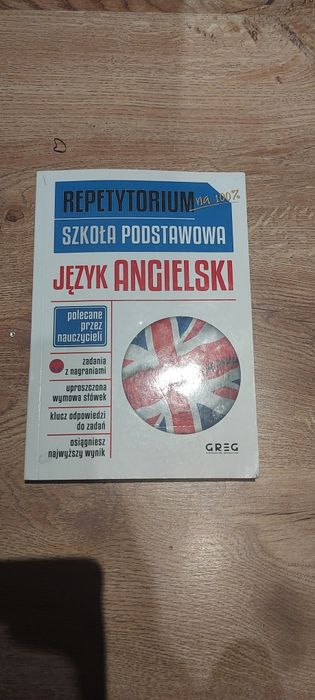 REPETYTORIUM na 100%
SZKOŁA PODSTAWOWA
JĘZYK ANGIELSKI
polecane
przez
nauczycieli
zadania
z nagraniami
uproszczona
wymowa słówek
klucz odpowiedzi
do zadań
osiągniesz
najwyższy wynik
GREG